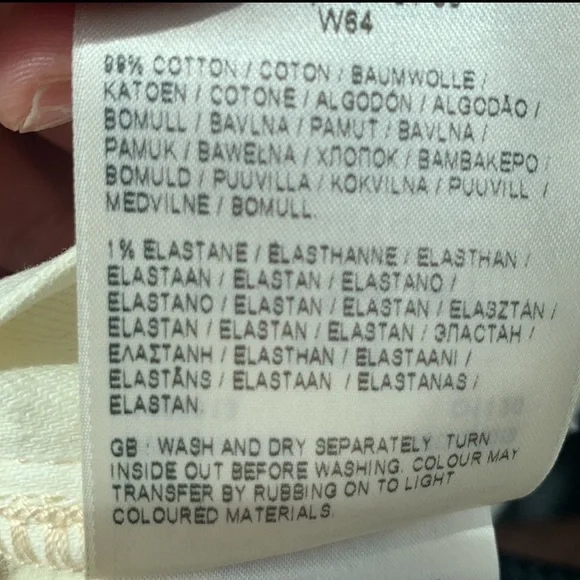 W64
99% COTTON / COTON / BAUMWOLLE /
KATOEN / COTONE / ALGODÓN / ALGODÃO /
BOMULL / BAVLNA / PAMUT / BAVLNA /
PAMUK / BAWEŁNA / ХЛОПОК / ΒΑΜΒΑΚΕΡΟ /
BOMULD / PUUVILLA / KOKVILNA / PUUVILL /
MEDVILNE / BOMULL.
1% ELASTANE / ÉLASTHANNE / ELASTHAN /
ELASTAAN / ELASTAN / ELASTANO /
ELASTANO / ELASTAN / ELASTAN / ELASZTÁN /
ELASTAN / ELASTAN / ELASTAN / ЭЛАСТАН /
ΕΛΑΣΤΑΝΗ / ELASTHAN / ELASTAANI /
ELASTĀNS / ELASTAAN / ELASTANAS /
ELASTAN
GB : WASH AND DRY SEPARATELY TURN
INSIDE OUT BEFORE WASHING. COLOUR MAY
TRANSFER BY RUBBING ON TO LIGHT
COLOURED MATERIALS.